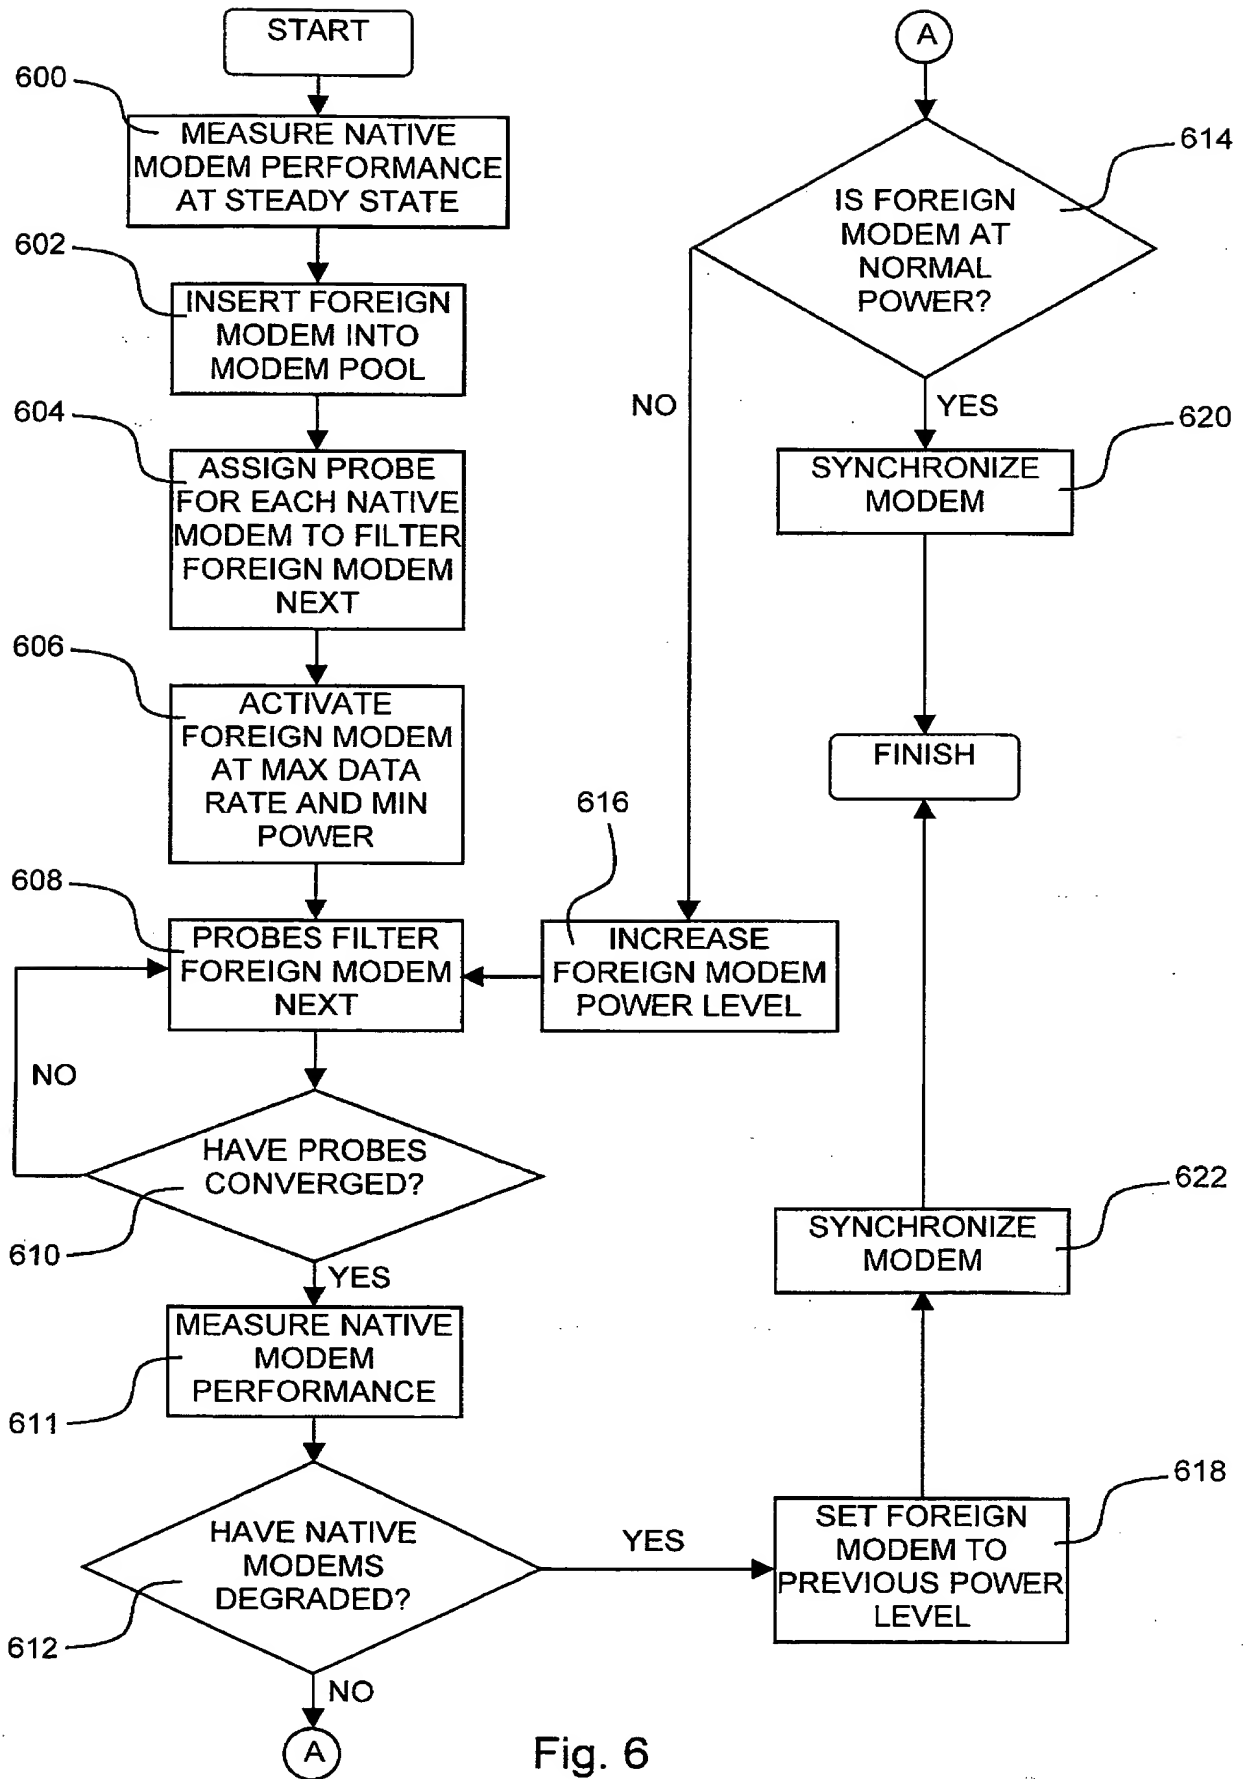 START
600
MEASURE NATIVE
MODEM PERFORMANCE
AT STEADY STATE
602
INSERT FOREIGN
MODEM INTO
MODEM POOL
604
ASSIGN PROBE
FOR EACH NATIVE
MODEM TO FILTER
FOREIGN MODEM
NEXT
606
ACTIVATE
FOREIGN MODEM
AT MAX DATA
RATE AND MIN
POWER
608
PROBES FILTER
FOREIGN MODEM
NEXT
NO
HAVE PROBES
CONVERGED?
610
YES
MEASURE NATIVE
MODEM
PERFORMANCE
611
HAVE NATIVE
MODEMS
DEGRADED?
612
YES
NO
A
A
614
IS FOREIGN
MODEM AT
NORMAL
POWER?
NO
YES
620
SYNCHRONIZE
MODEM
FINISH
616
INCREASE
FOREIGN MODEM
POWER LEVEL
622
SYNCHRONIZE
MODEM
618
SET FOREIGN
MODEM TO
PREVIOUS POWER
LEVEL
Fig. 6